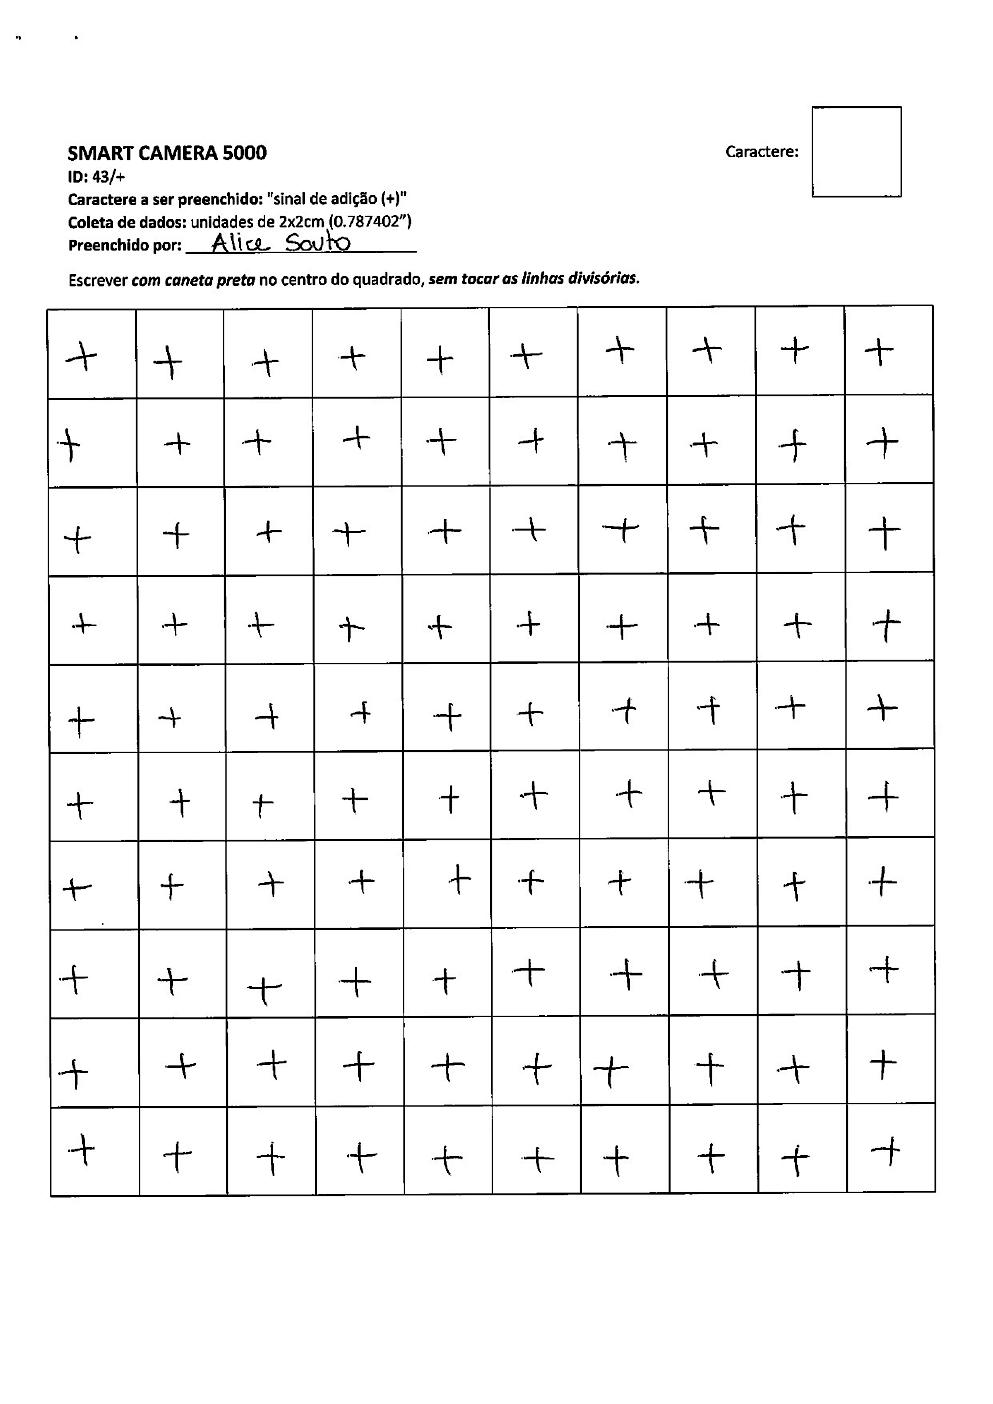 SMART CAMERA 5000
Caractere:
ID: 43/+
Caractere a ser preenchido: "sinal de adição (+)"
Coleta de dados: unidades de 2x2cm (0.787402")
Preenchido por: Alice Souto
Escrever com caneta preta no centro do quadrado, sem tocar as linhas divisórias.
+ + + + + + + + + +
+ + + + + + + + + +
+ + + + + + + + + +
+ + + + + + + + + +
+ + + + + + + + + +
+ + + + + + + + + +
+ + + + + + + + + +
+ + + + + + + + + +
+ + + + + + + + + +
+ + + + + + + + + +